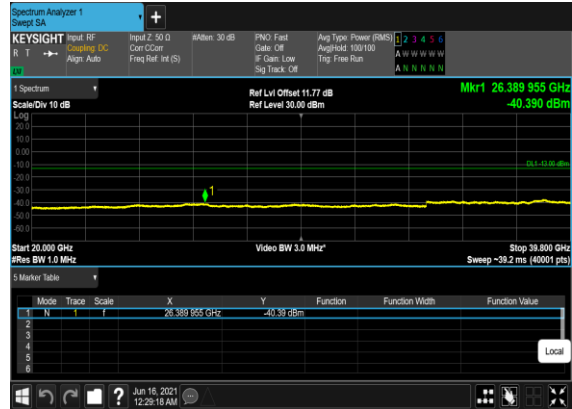 Spectrum Analyzer 1
Swept SA
+
KEYSIGHT Input: RF Input Z: 50 Ω #Atten: 30 dB PNO: Fast Avg Type: Power (RMS) 1 2 3 4 5 6
R T Coupling: DC Corr CCorr Gate: Off Avg|Hold: 100/100 A W W W W W
Align: Auto Freq Ref: Int (S) IF Gain: Low Trig: Free Run
Sig Track: Off A N N N N N
1 Spectrum Ref Lvl Offset 11.77 dB Mkr1 26.389 955 GHz
Scale/Div 10 dB Ref Level 30.00 dBm -40.390 dBm
Log
20.0
10.0
0.00
-10.0 DL1 -13.00 dBm
-20.0
-30.0 1
-40.0
-50.0
-60.0
Start 20.000 GHz Video BW 3.0 MHz* Stop 39.800 GHz
#Res BW 1.0 MHz Sweep ~39.2 ms (40001 pts)
5 Marker Table
Mode Trace Scale X Y Function Function Width Function Value
1 N 1 f 26.389 955 GHz -40.39 dBm
2
3
4
5
6
Local
? Jun 16, 2021
12:29:18 AM